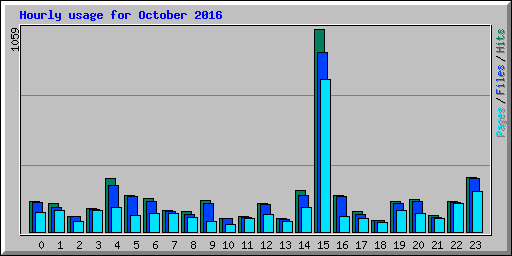 Hourly usage for October 2016
1059
Pages / Files / Hits
0 1 2 3 4 5 6 7 8 9 10 11 12 13 14 15 16 17 18 19 20 21 22 23